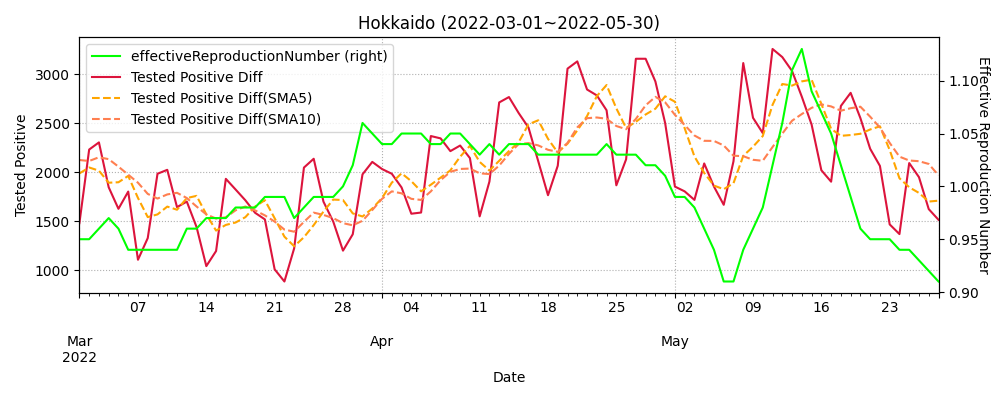 Hokkaido (2022-03-01~2022-05-30)
effectiveReproductionNumber (right)
Tested Positive Diff
Tested Positive Diff(SMA5)
Tested Positive Diff(SMA10)
Tested Positive
3000
2500
2000
1500
1000
Effective Reproduction Number
1.10
1.05
1.00
0.95
0.90
07 14 21 28 04 11 18 25 02 09 16 23
Mar Apr May
2022
Date